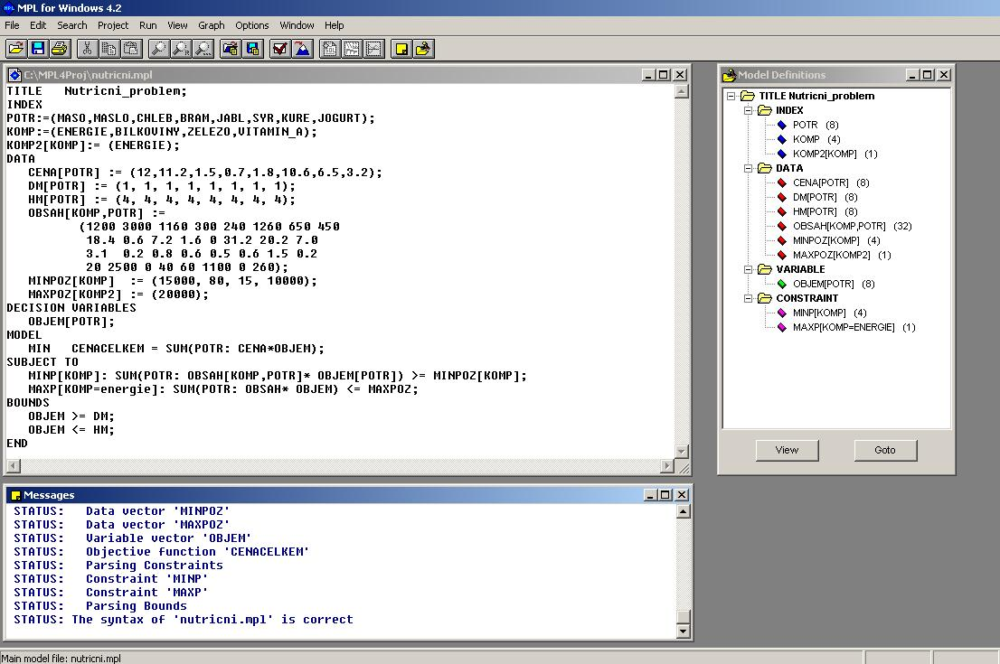 MPL for Windows 4.2
File Edit Search Project Run View Graph Options Window Help
C:\MPL4Proj\nutricni.mpl
TITLE   Nutricni_problem;
INDEX
POTR:=(MASO,MASLO,CHLEB,BRAM,JABL,SYR,KURE,JOGURT);
KOMP:=(ENERGIE,BILKOVINY,ZELEZO,VITAMIN_A);
KOMP2[KOMP]:= (ENERGIE);
DATA
   CENA[POTR] := (12,11.2,1.5,0.7,1.8,10.6,6.5,3.2);
   DM[POTR] := (1, 1, 1, 1, 1, 1, 1, 1);
   HM[POTR] := (4, 4, 4, 4, 4, 4, 4, 4);
   OBSAH[KOMP,POTR] :=
          (1200 3000 1160 300 240 1260 650 450
           18.4 0.6 7.2 1.6 0 31.2 20.2 7.0
           3.1  0.2 0.8 0.6 0.5 0.6 1.5 0.2
           20 2500 0 40 60 1100 0 260);
   MINPOZ[KOMP]  := (15000, 80, 15, 10000);
   MAXPOZ[KOMP2] := (20000);
DECISION VARIABLES
   OBJEM[POTR];
MODEL
   MIN   CENACELKEM = SUM(POTR: CENA*OBJEM);
SUBJECT TO
   MINP[KOMP]: SUM(POTR: OBSAH[KOMP,POTR]* OBJEM[POTR]) >= MINPOZ[KOMP];
   MAXP[KOMP=energie]: SUM(POTR: OBSAH* OBJEM) <= MAXPOZ;
BOUNDS
   OBJEM >= DM;
   OBJEM <= HM;
END
Model Definitions
TITLE Nutricni_problem
INDEX
POTR (8)
KOMP (4)
KOMP2[KOMP] (1)
DATA
CENA[POTR] (8)
DM[POTR] (8)
HM[POTR] (8)
OBSAH[KOMP,POTR] (32)
MINPOZ[KOMP] (4)
MAXPOZ[KOMP2] (1)
VARIABLE
OBJEM[POTR] (8)
CONSTRAINT
MINP[KOMP] (4)
MAXP[KOMP=ENERGIE] (1)
View Goto
Messages
STATUS:   Data vector 'MINPOZ'
STATUS:   Data vector 'MAXPOZ'
STATUS:   Variable vector 'OBJEM'
STATUS:   Objective function 'CENACELKEM'
STATUS:   Parsing Constraints
STATUS:   Constraint 'MINP'
STATUS:   Constraint 'MAXP'
STATUS:   Parsing Bounds
STATUS: The syntax of 'nutricni.mpl' is correct
Main model file: nutricni.mpl